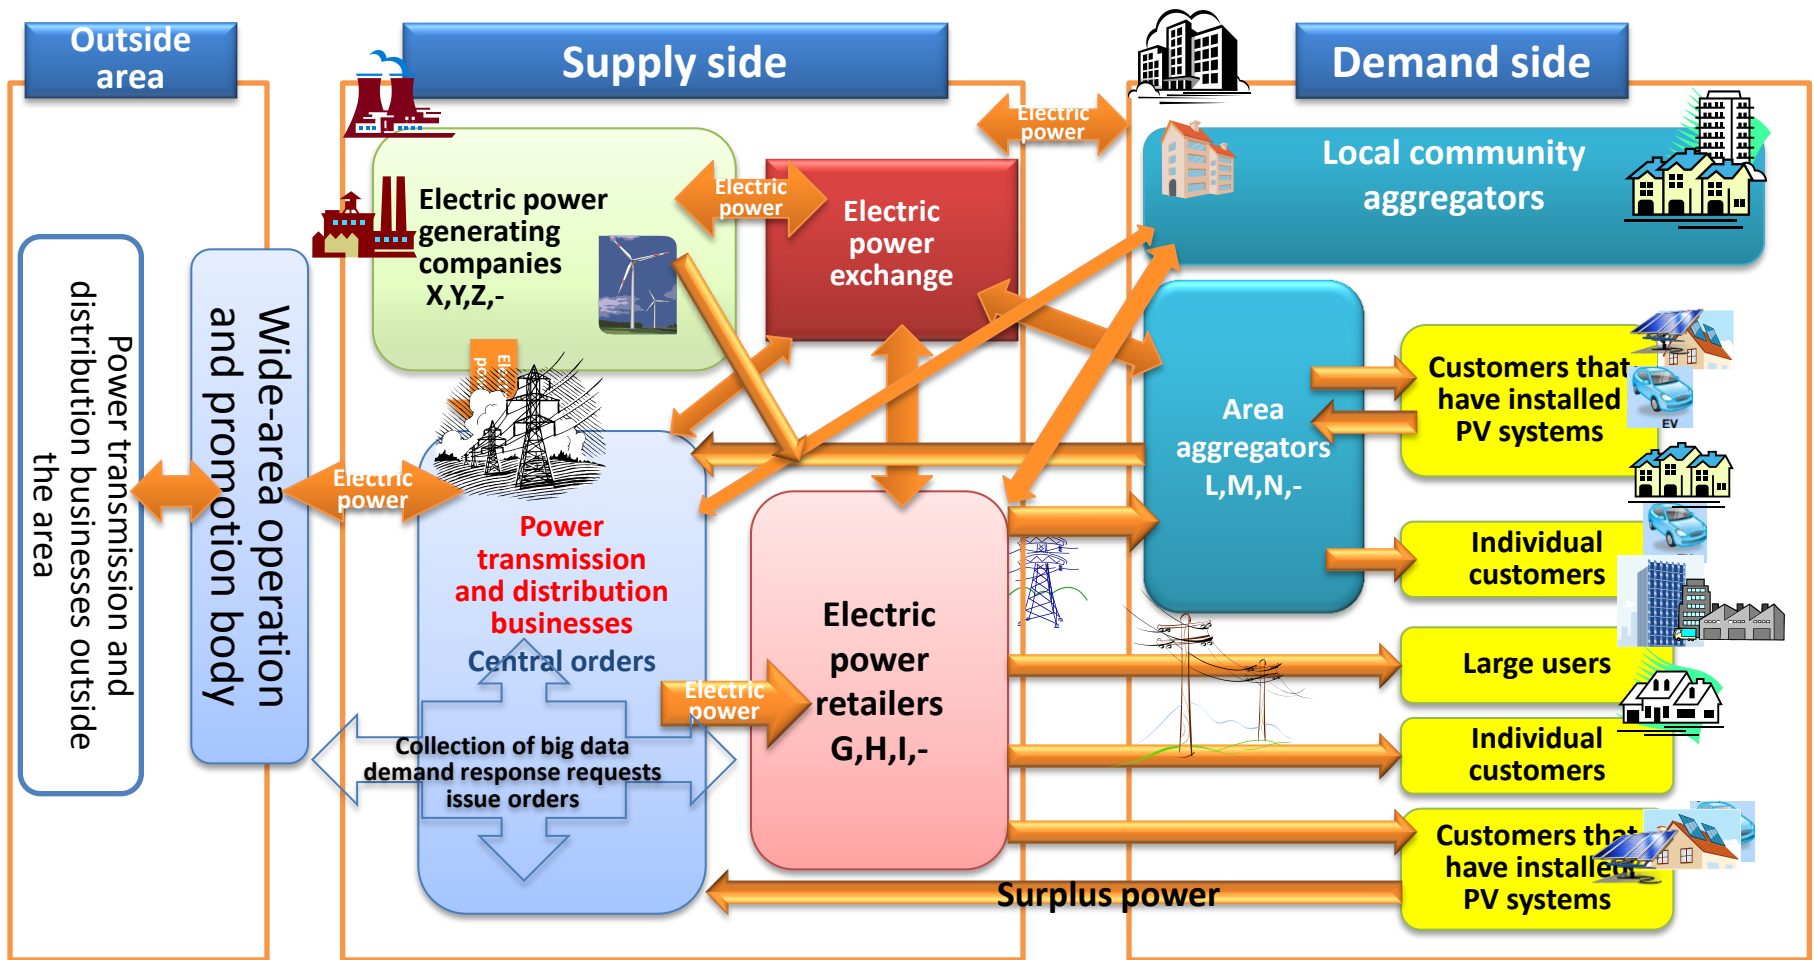 Outside
area
Supply side
Demand side
Electric
power
Local community
aggregators
Electric power
generating
companies
X,Y,Z,-
Electric
power
Electric
power
exchange
Power transmission and
distribution businesses outside
the area
Wide-area operation
and promotion body
Electric
power
Power
transmission
and distribution
businesses
Central orders
Collection of big data
demand response requests
issue orders
Electric
power
Electric
power
retailers
G,H,I,-
Area
aggregators
L,M,N,-
Customers that
have installed
PV systems
EV
Individual
customers
Large users
Individual
customers
Customers that
have installed
PV systems
Surplus power